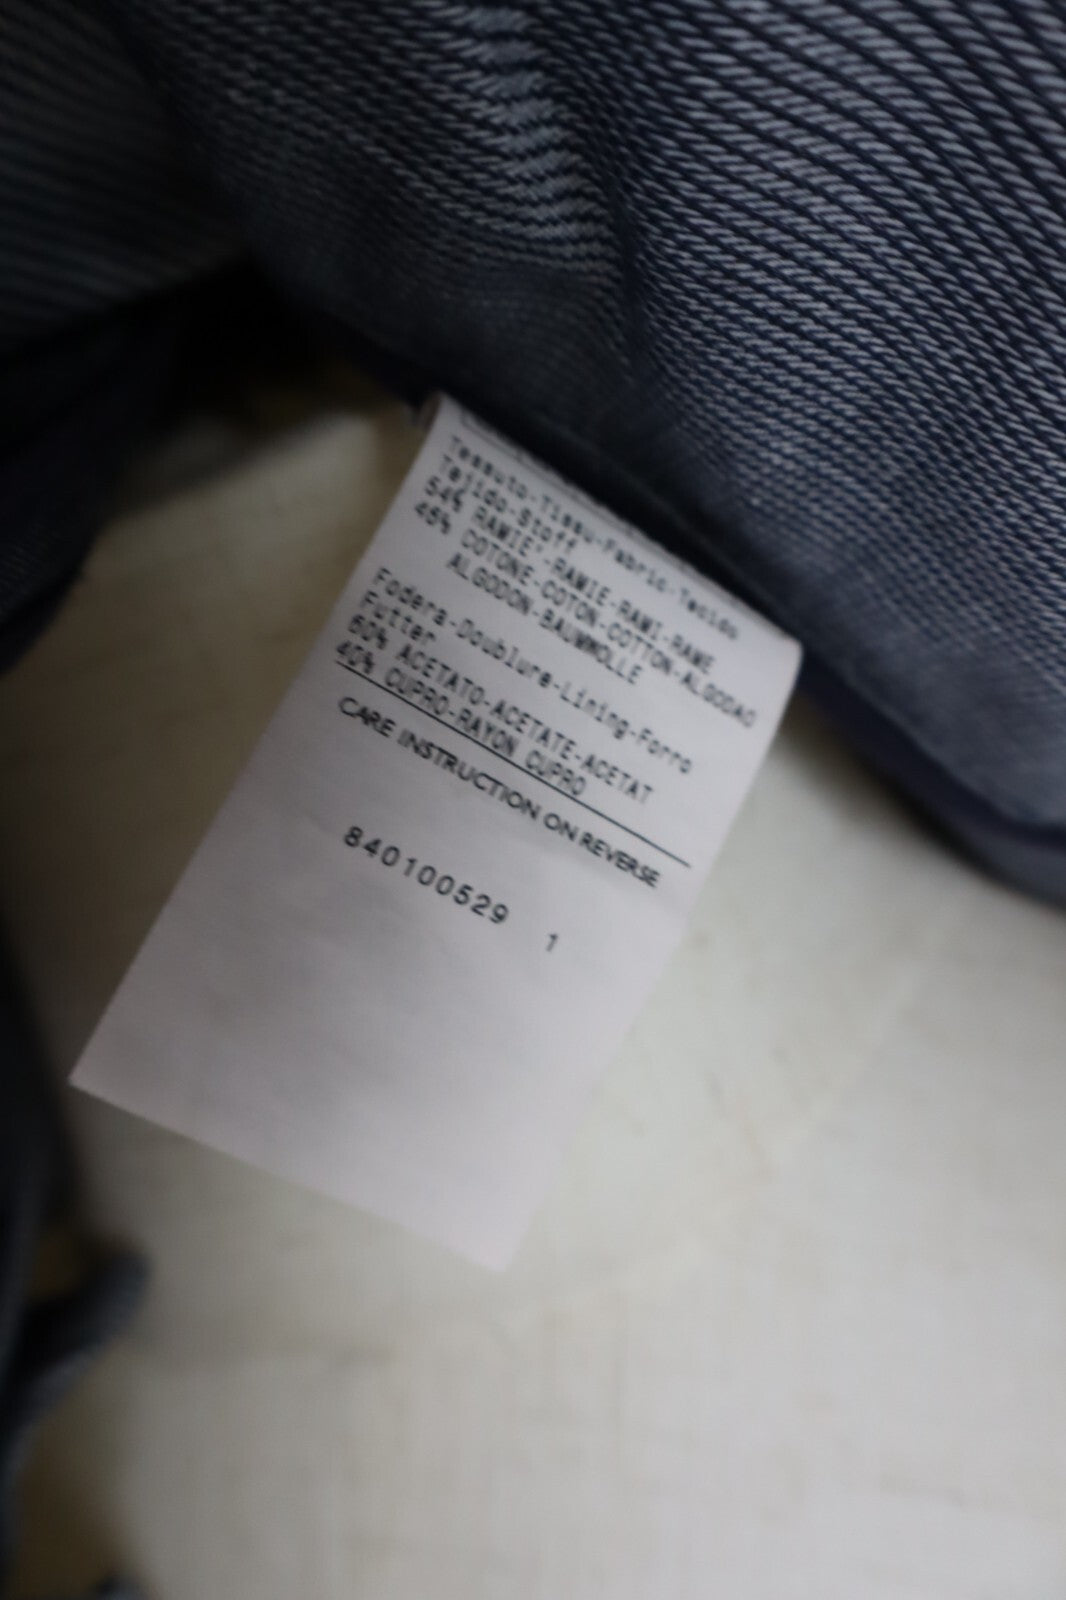 Tessuto-Tissu-Fabric-Tecido
Tejido-Stoff
54% RAMIE'-RAMIE-RAMI-RAME
46% COTONE-COTON-COTTON-ALGODAO
ALGODON-BAUMWOLLE
Fodera-Doublure-Lining-Forro
Futter
60% ACETATO-ACETATE-ACETAT
40% CUPRO-RAYON CUPRO
CARE INSTRUCTION ON REVERSE
840100529 1